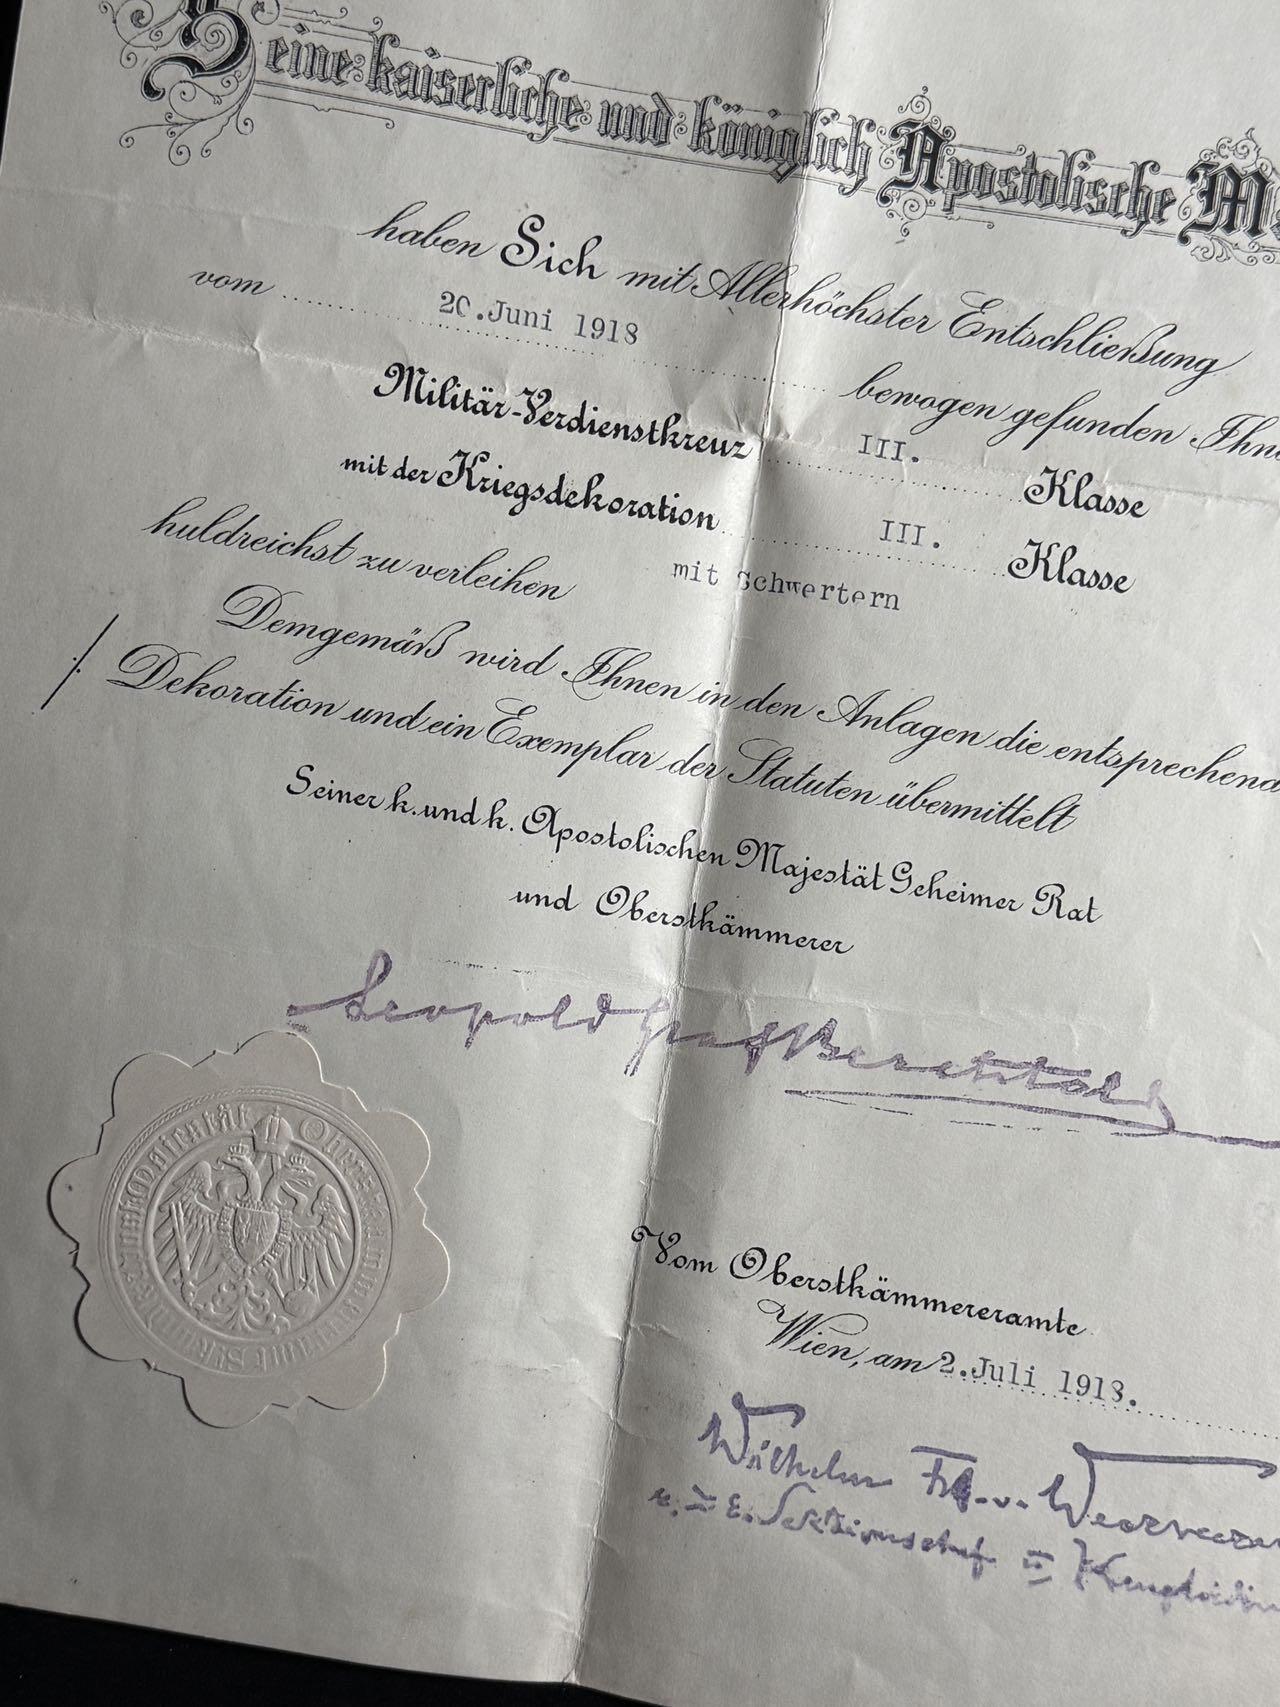 Seine kaiserliche und königlich Apostolische
haben Sich mit Allerhöchster Entschließung
vom 20.Juni 1918 bewogen gefunden
Militär-Verdienstkreuz III. Klasse
mit der Kriegsdekoration III. Klasse
huldreichst zu verleihen mit Schwertern
Demgemäß wird Ihnen in den Anlagen die entsprechend
Dekoration und ein Exemplar der Statuten übermittelt
Seiner k. und k. Apostolischen Majestät Geheimer Rat
und Oberstkämmerer
Leopold Graf Berchtold
Vom Oberstkämmereramte
Wien, am 2.Juli 1918.
Wilhelm